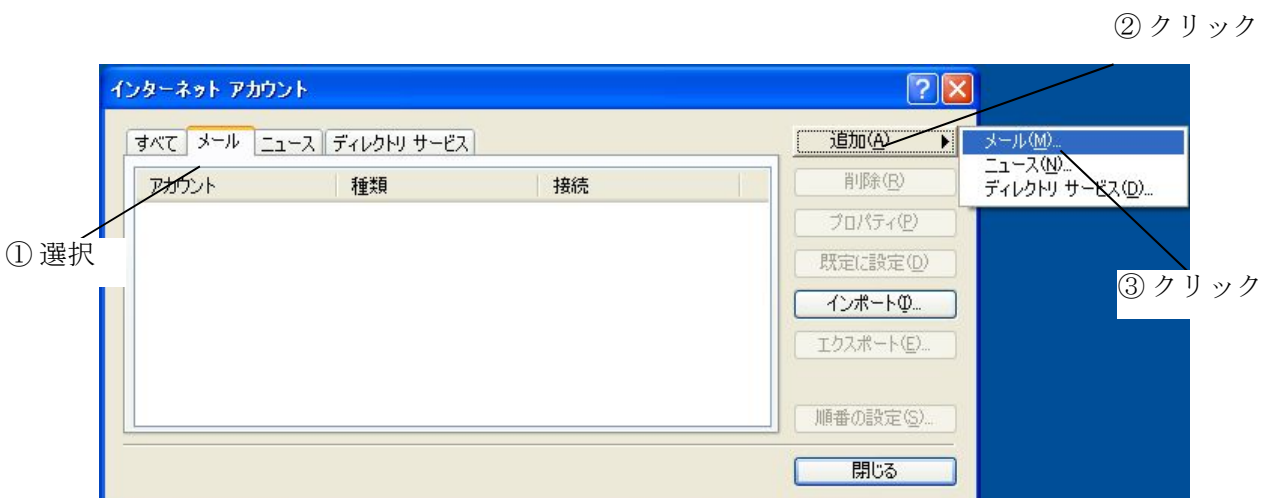 ② クリック
インターネット アカウント
すべて メール ニュース ディレクトリ サービス
追加(A)
メール(M)...
ニュース(N)...
ディレクトリ サービス(D)...
アカウント 種類 接続
削除(R)
プロパティ(P)
① 選択
既定に設定(D)
③ クリック
インポート(I)...
エクスポート(E)...
順番の設定(S)...
閉じる